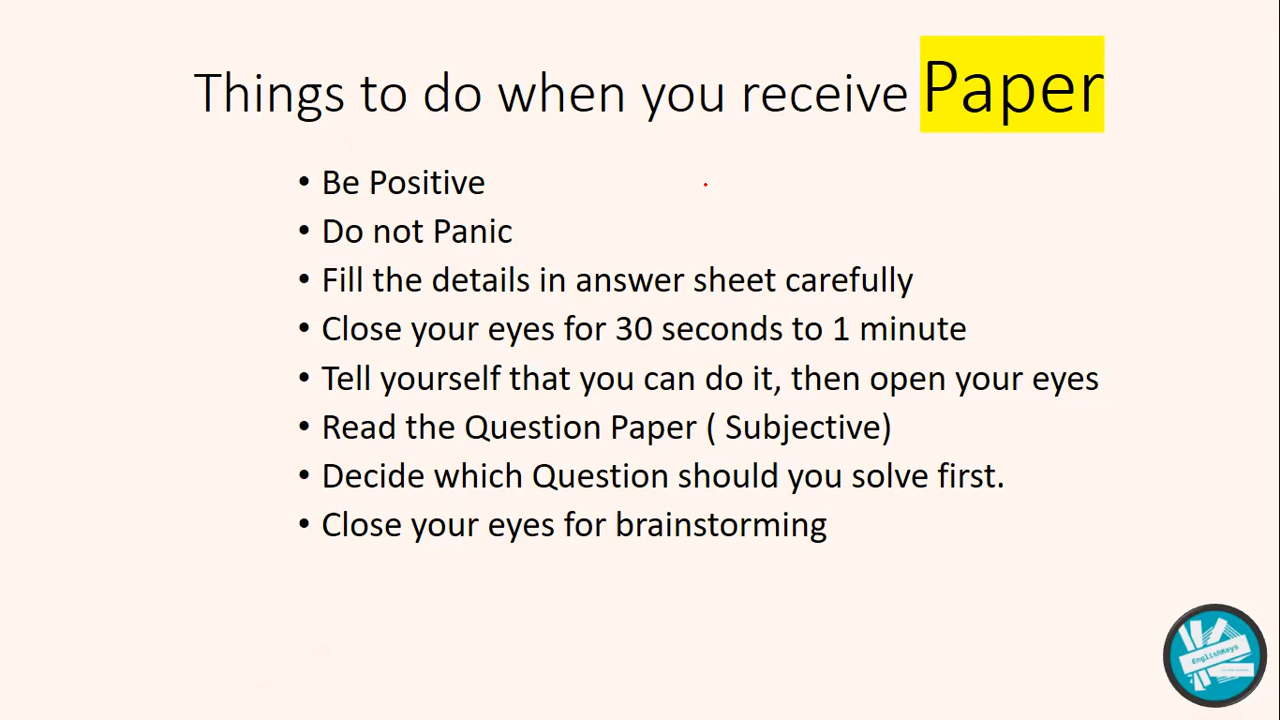 Things to do when you receive Paper
• Be Positive
• Do not Panic
• Fill the details in answer sheet carefully
• Close your eyes for 30 seconds to 1 minute
• Tell yourself that you can do it, then open your eyes
• Read the Question Paper ( Subjective)
• Decide which Question should you solve first.
• Close your eyes for brainstorming
EnglishKeys